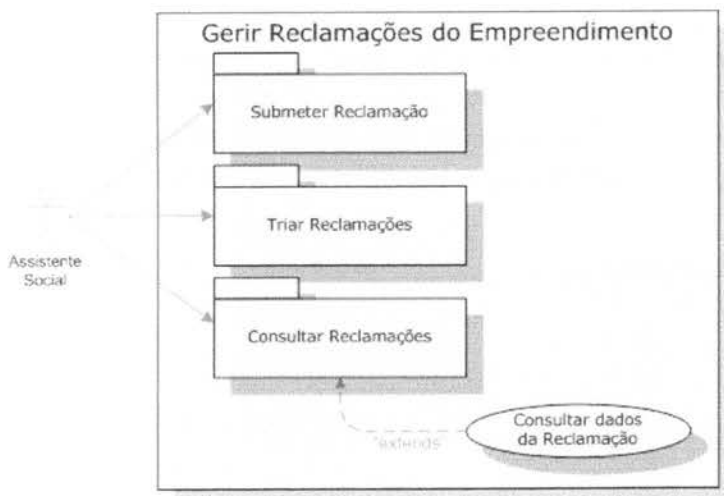 Gerir Reclamações do Empreendimento
Submeter Reclamação
Triar Reclamações
Assistente
Social
Consultar Reclamações
"extends"
Consultar dados
da Reclamação